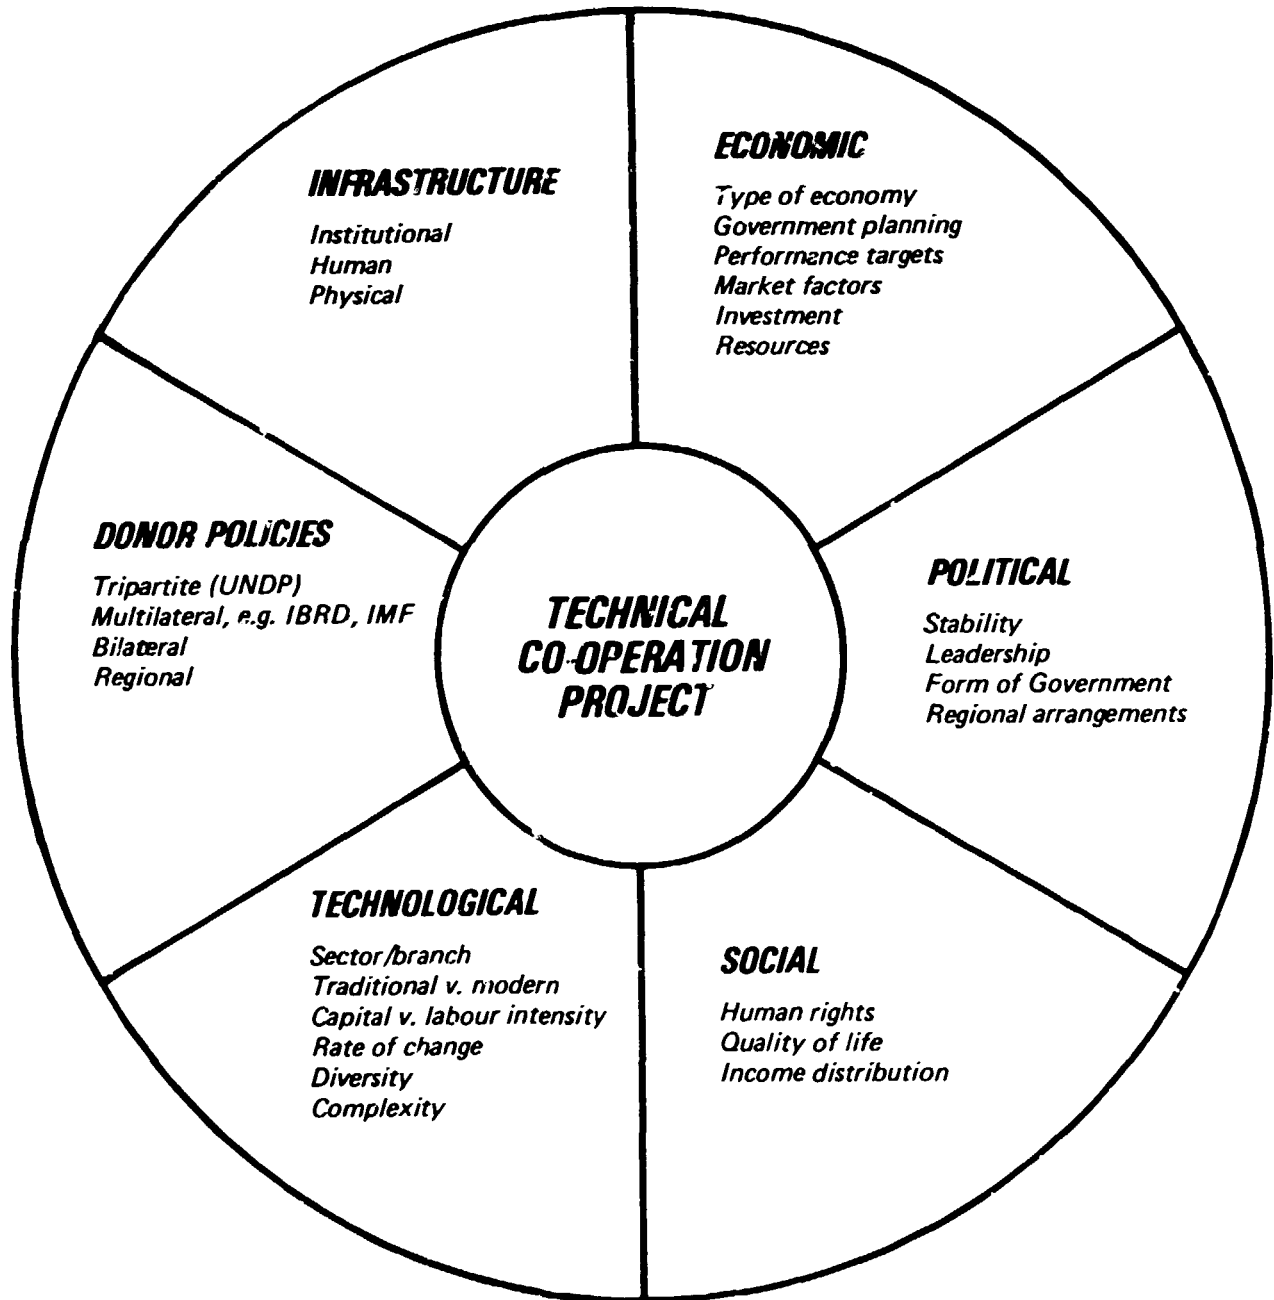 INFRASTRUCTURE
Institutional
Human
Physical
ECONOMIC
Type of economy
Government planning
Performance targets
Market factors
Investment
Resources
DONOR POLICIES
Tripartite (UNDP)
Multilateral, e.g. IBRD, IMF
Bilateral
Regional
TECHNICAL
CO-OPERATION
PROJECT
POLITICAL
Stability
Leadership
Form of Government
Regional arrangements
TECHNOLOGICAL
Sector/branch
Traditional v. modern
Capital v. labour intensity
Rate of change
Diversity
Complexity
SOCIAL
Human rights
Quality of life
Income distribution